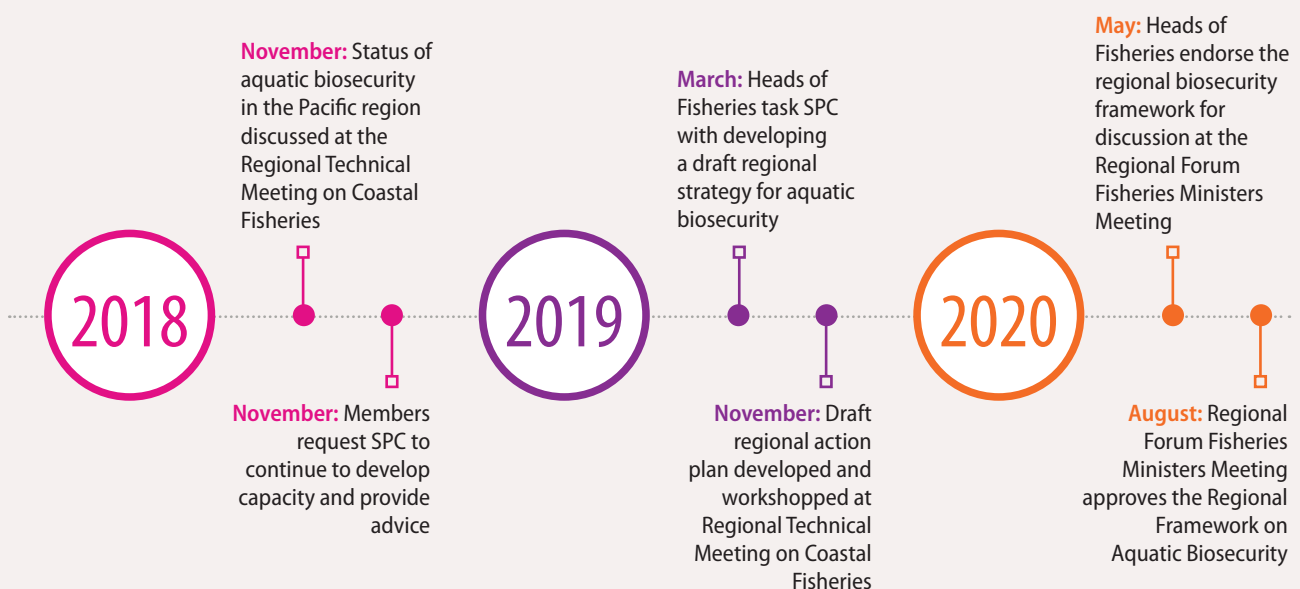 2018
November: Status of
aquatic biosecurity
in the Pacific region
discussed at the
Regional Technical
Meeting on Coastal
Fisheries
November: Members
request SPC to
continue to develop
capacity and provide
advice
2019
March: Heads of
Fisheries task SPC
with developing
a draft regional
strategy for aquatic
biosecurity
November: Draft
regional action
plan developed and
workshopped at
Regional Technical
Meeting on Coastal
Fisheries
2020
May: Heads of
Fisheries endorse the
regional biosecurity
framework for
discussion at the
Regional Forum
Fisheries Ministers
Meeting
August: Regional
Forum Fisheries
Ministers Meeting
approves the Regional
Framework on
Aquatic Biosecurity